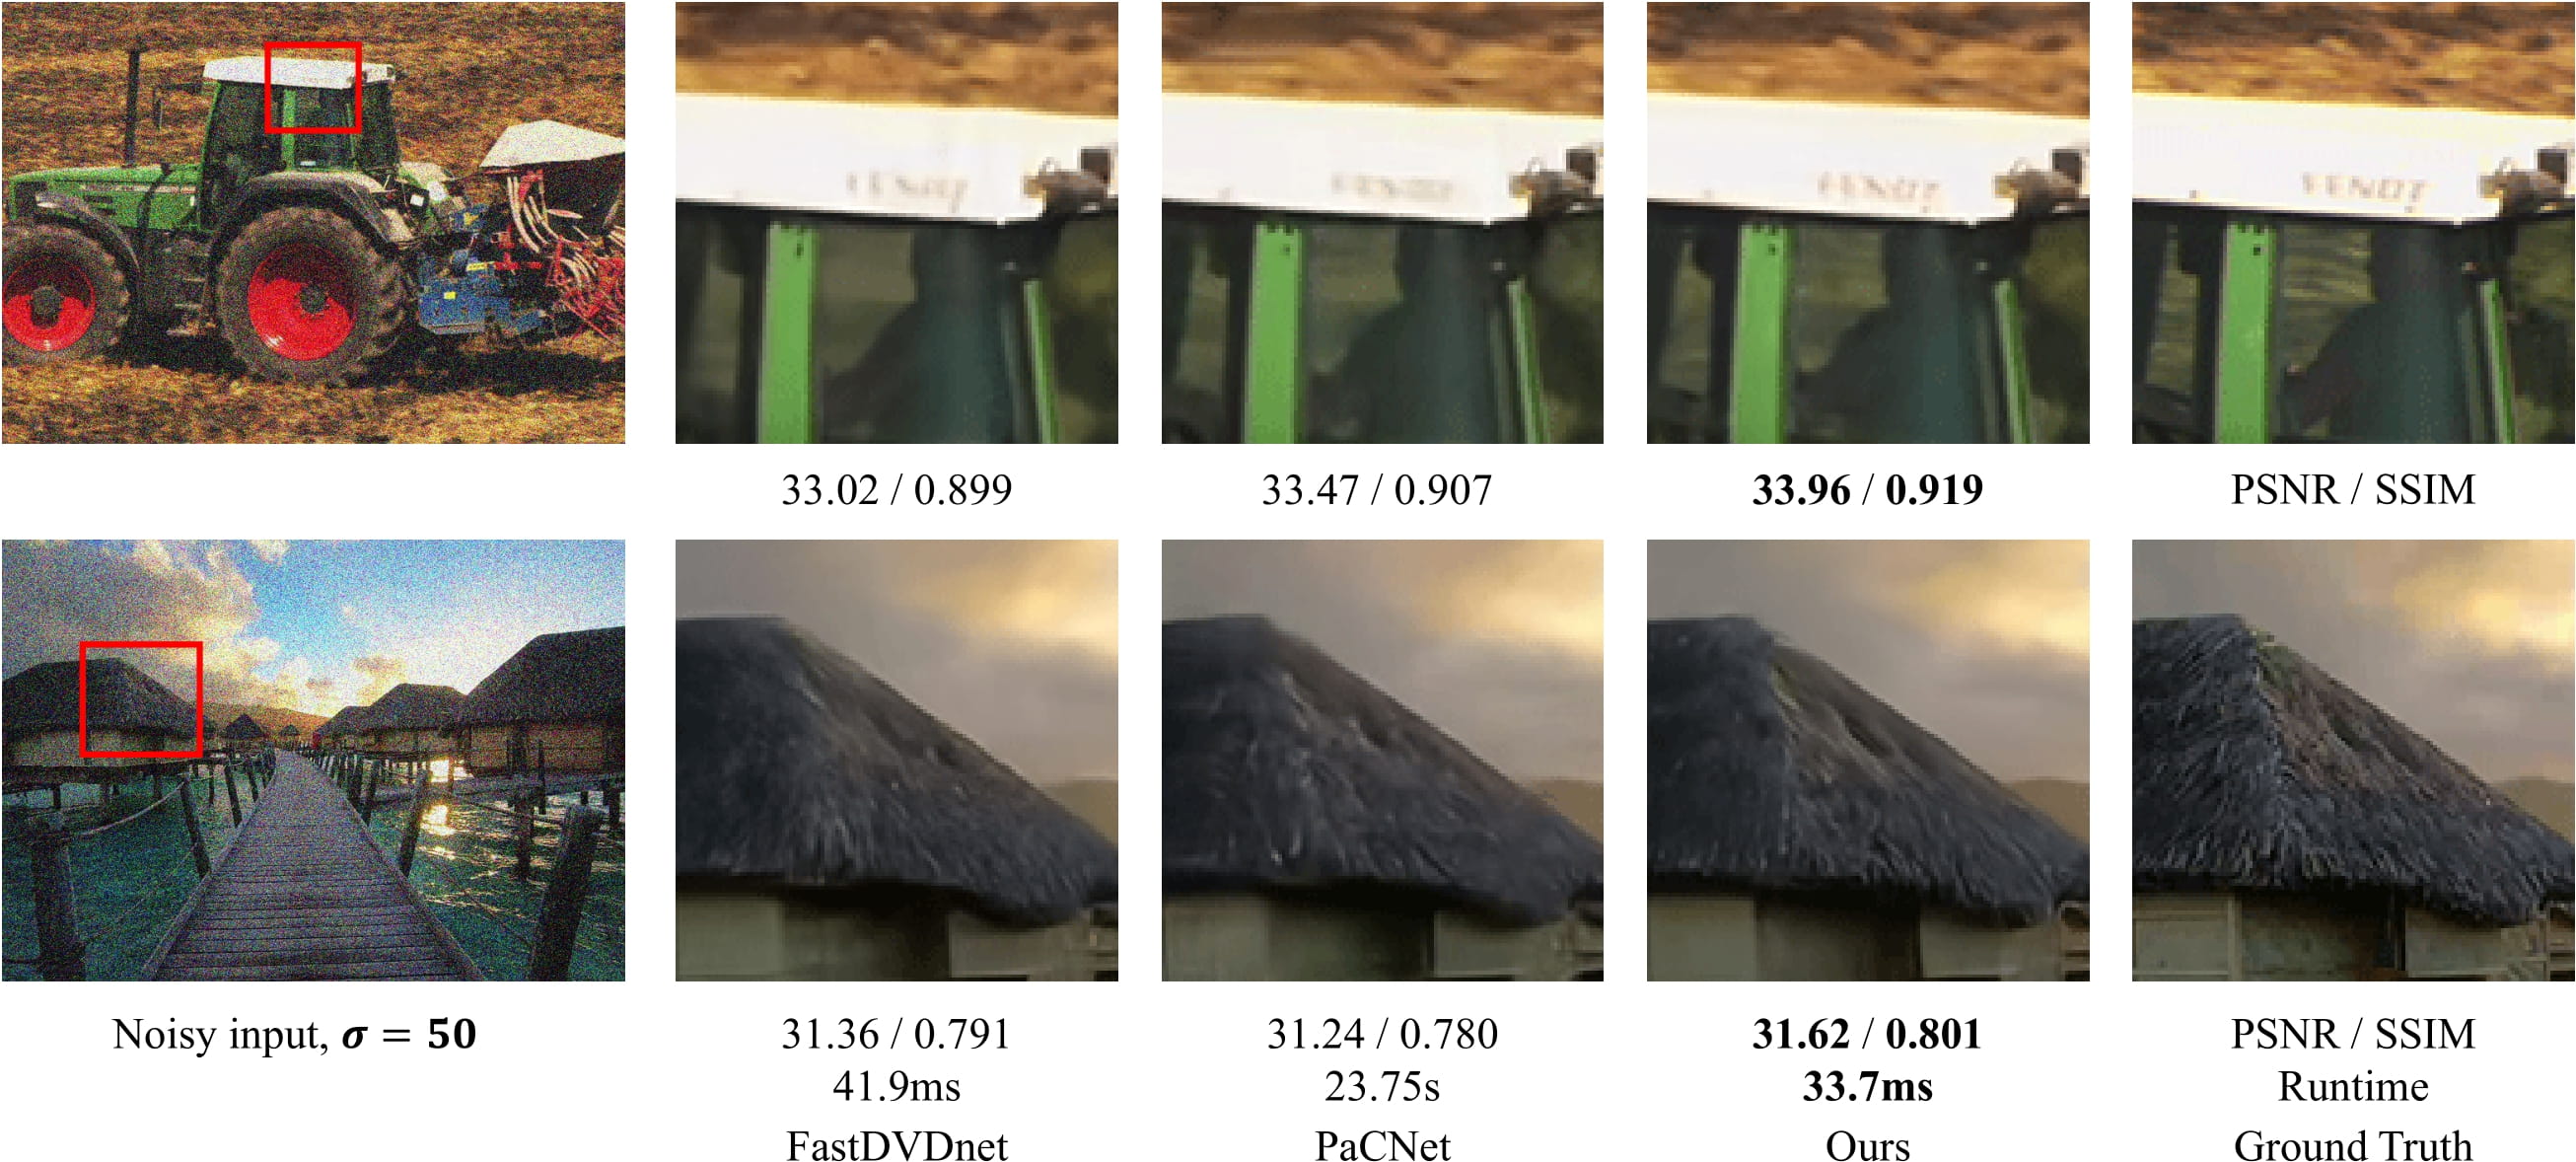 FENDT
33.02 / 0.899
33.47 / 0.907
33.96 / 0.919
PSNR / SSIM
Noisy input, σ = 50
31.36 / 0.791
31.24 / 0.780
31.62 / 0.801
PSNR / SSIM
41.9ms
23.75s
33.7ms
Runtime
FastDVDnet
PaCNet
Ours
Ground Truth